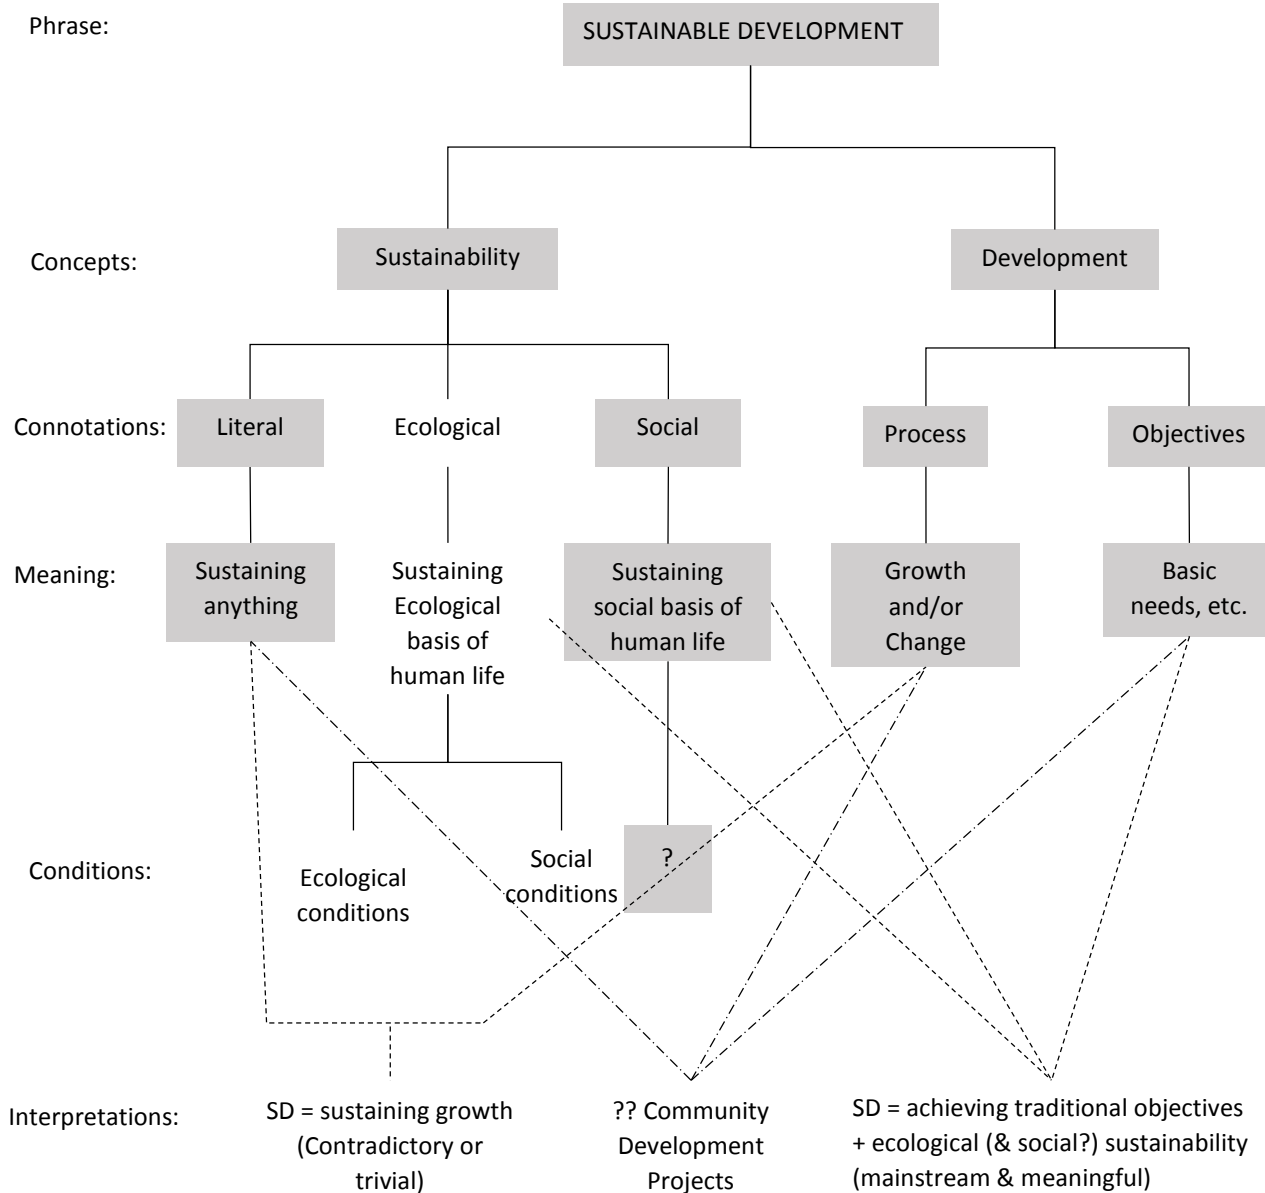 Phrase:
SUSTAINABLE DEVELOPMENT
Concepts:
Sustainability
Development
Connotations:
Literal
Ecological
Social
Process
Objectives
Meaning:
Sustaining
anything
Sustaining
Ecological
basis of
human life
Sustaining
social basis of
human life
Growth
and/or
Change
Basic
needs, etc.
Conditions:
Ecological
conditions
Social
conditions
?
Interpretations:
SD = sustaining growth
(Contradictory or
trivial)
?? Community
Development
Projects
SD = achieving traditional objectives
+ ecological (& social?) sustainability
(mainstream & meaningful)